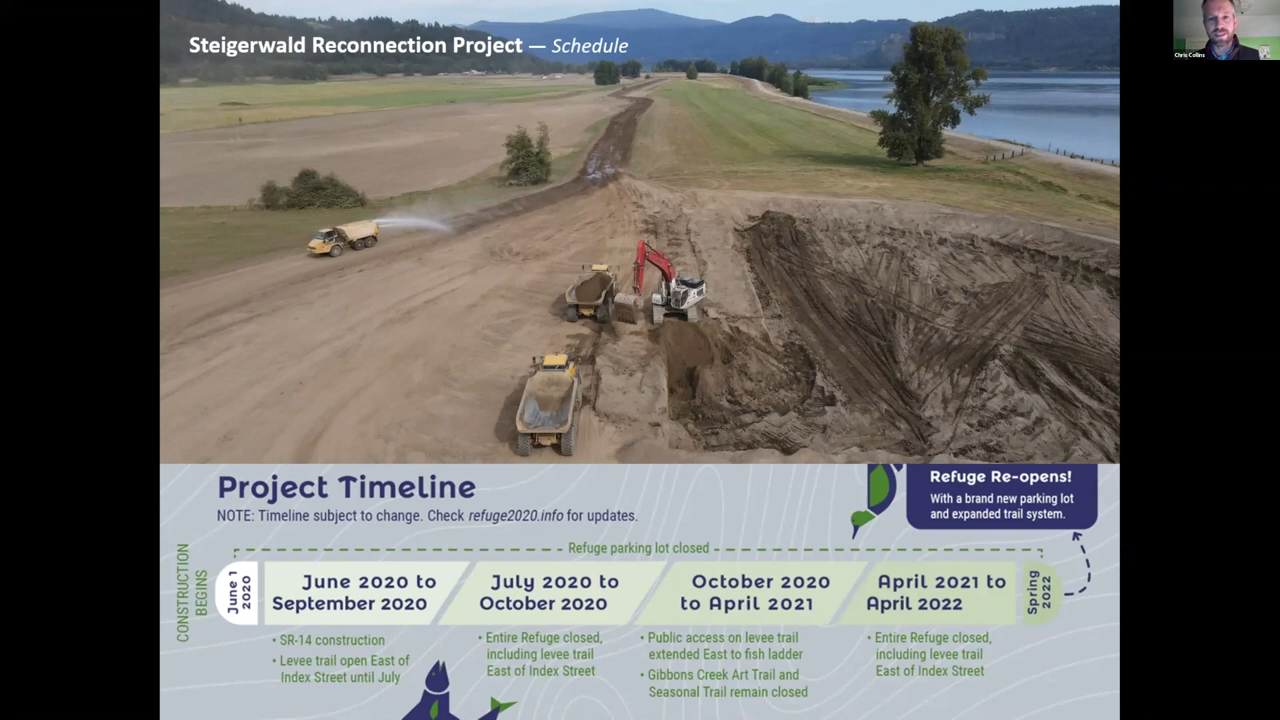 Steigerwald Reconnection Project — Schedule
Chris Collins
Project Timeline
NOTE: Timeline subject to change. Check refuge2020.info for updates.
Refuge Re-opens!
With a brand new parking lot
and expanded trail system.
Refuge parking lot closed
CONSTRUCTION
BEGINS
June 1
2020
June 2020 to
September 2020
July 2020 to
October 2020
October 2020
to April 2021
April 2021 to
April 2022
Spring
2022
• SR-14 construction
• Levee trail open East of
Index Street until July
• Entire Refuge closed,
including levee trail
East of Index Street
• Public access on levee trail
extended East to fish ladder
• Gibbons Creek Art Trail and
Seasonal Trail remain closed
• Entire Refuge closed,
including levee trail
East of Index Street